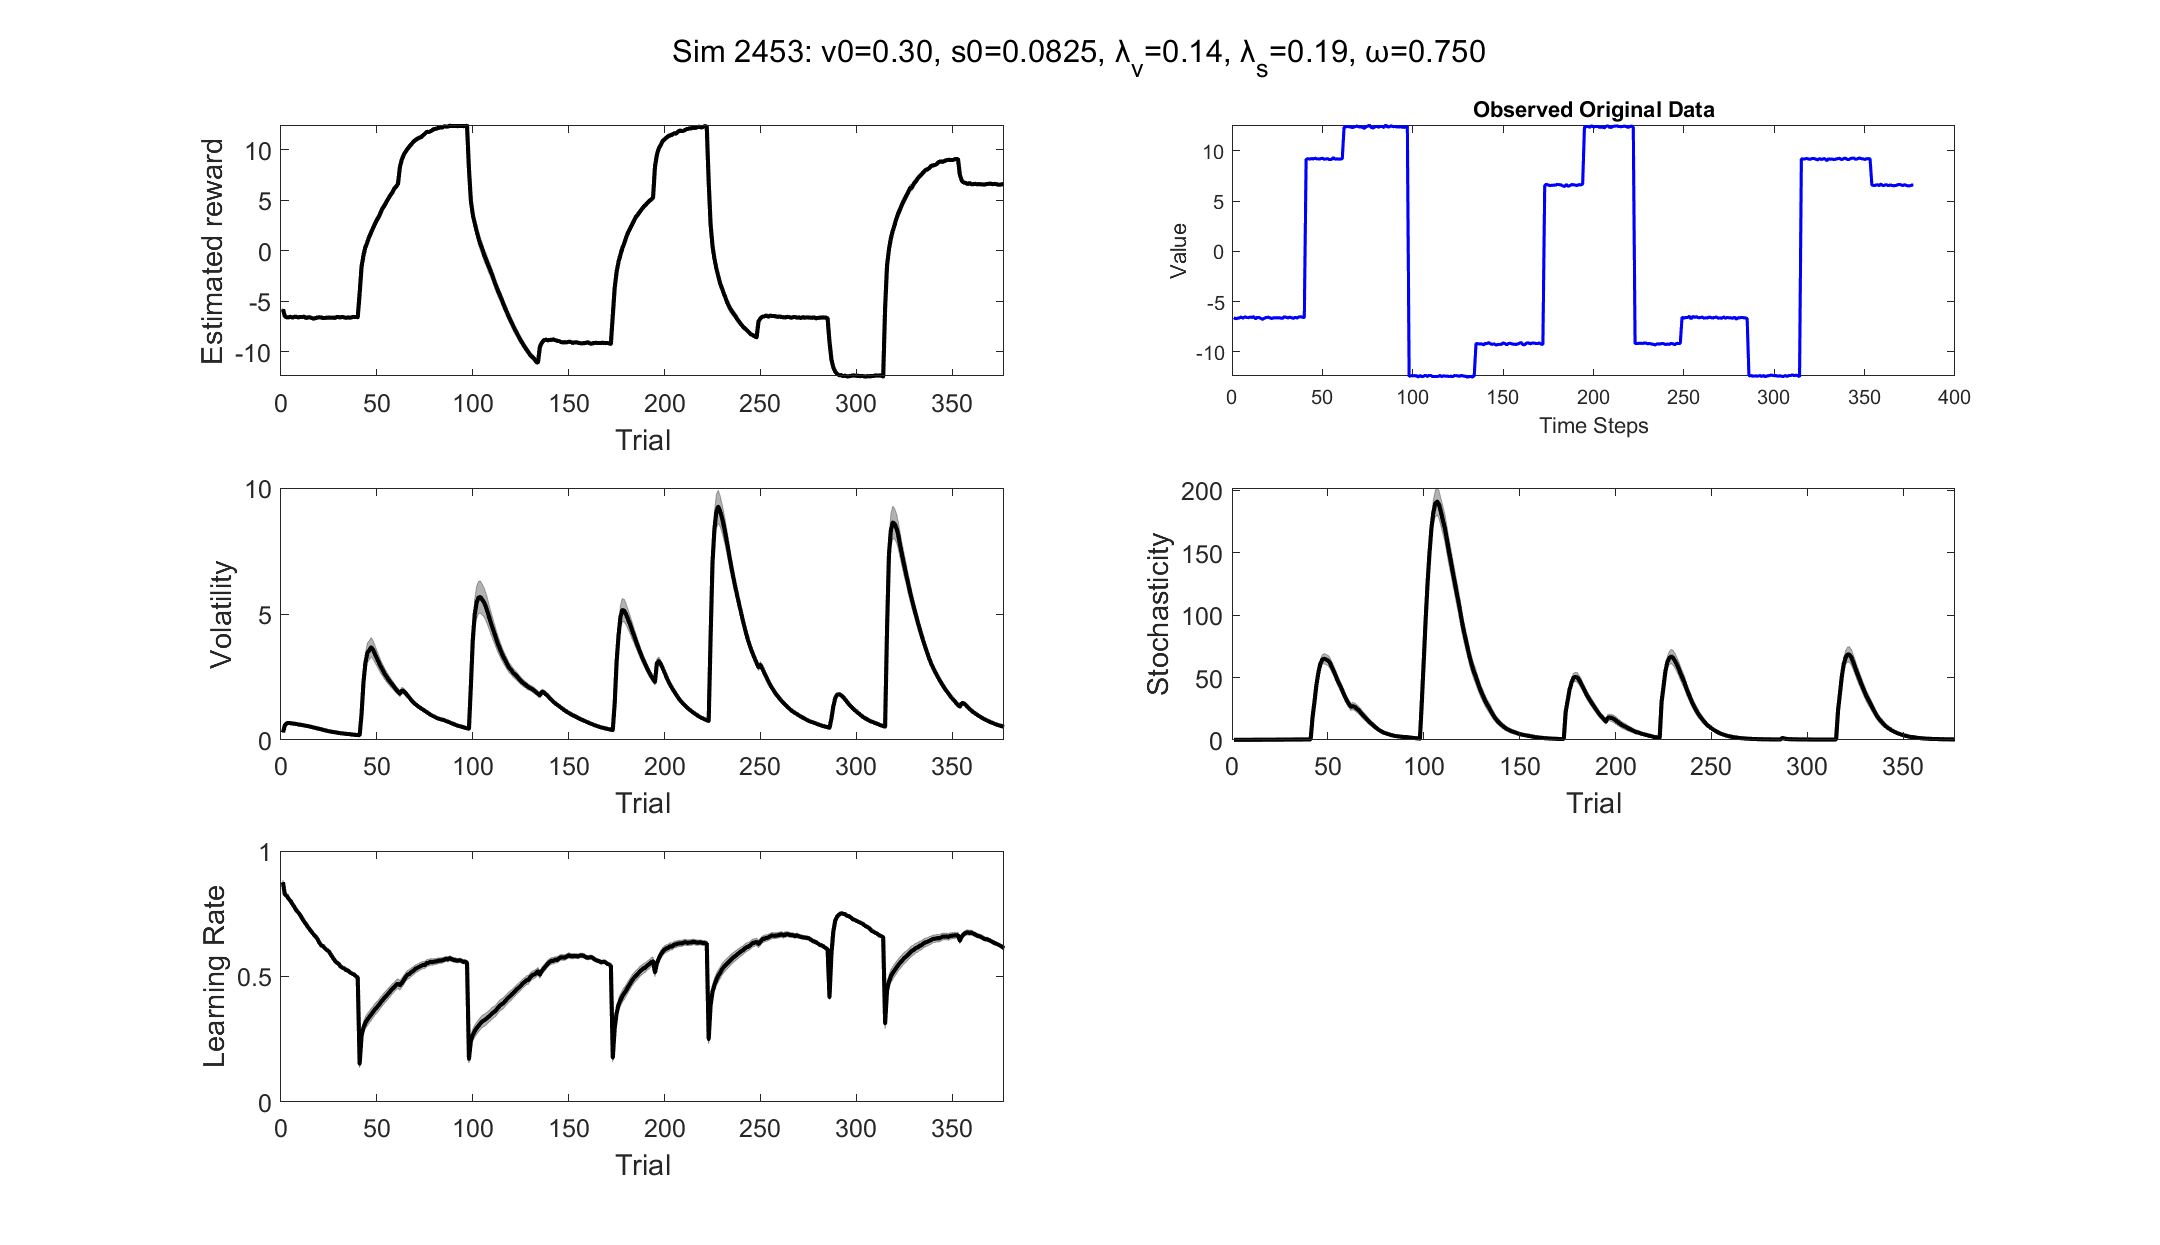 Sim 2453: v0=0.30, s0=0.0825, λv=0.14, λs=0.19, ω=0.750
Estimated reward
10
5
0
-5
-10
0 50 100 150 200 250 300 350
Trial
Observed Original Data
Value
10
5
0
-5
-10
0 50 100 150 200 250 300 350 400
Time Steps
Volatility
10
5
0
0 50 100 150 200 250 300 350
Trial
Stochasticity
200
150
100
50
0
0 50 100 150 200 250 300 350
Trial
Learning Rate
1
0.5
0
0 50 100 150 200 250 300 350
Trial